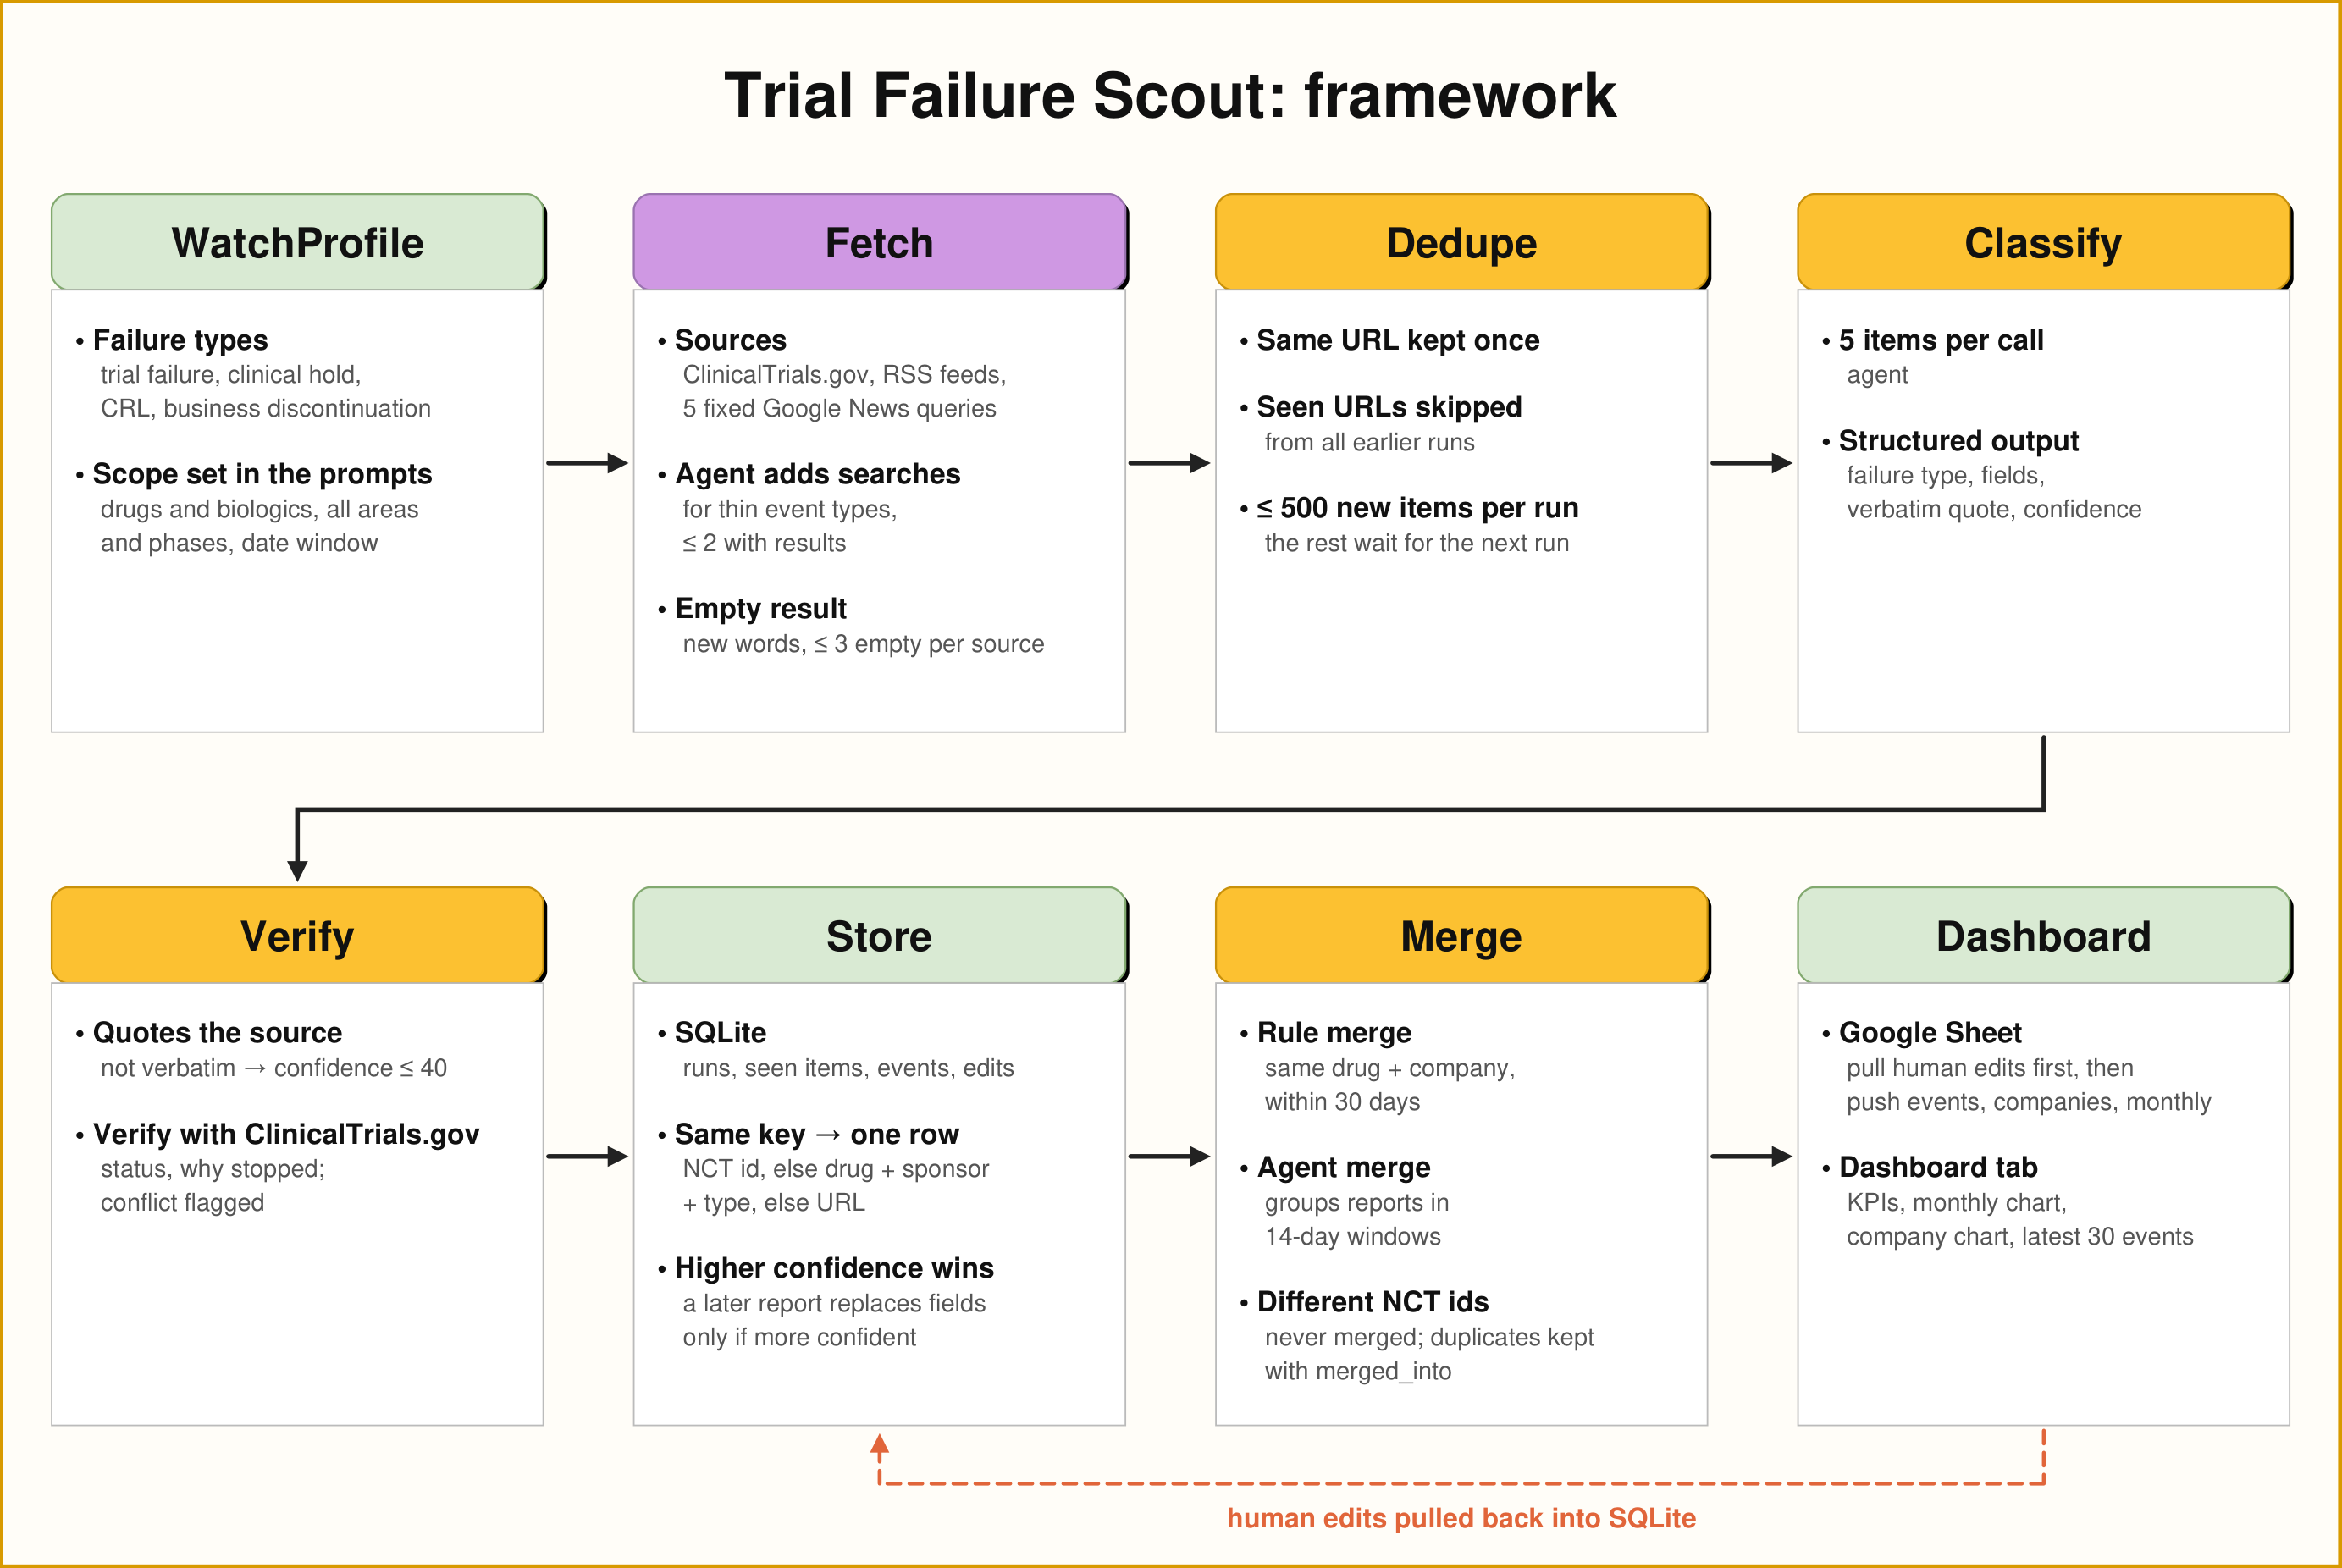 Trial Failure Scout: framework
WatchProfile
• Failure types
trial failure, clinical hold,
CRL, business discontinuation
• Scope set in the prompts
drugs and biologics, all areas
and phases, date window
Fetch
• Sources
ClinicalTrials.gov, RSS feeds,
5 fixed Google News queries
• Agent adds searches
for thin event types,
≤ 2 with results
• Empty result
new words, ≤ 3 empty per source
Dedupe
• Same URL kept once
• Seen URLs skipped
from all earlier runs
• ≤ 500 new items per run
the rest wait for the next run
Classify
• 5 items per call
agent
• Structured output
failure type, fields,
verbatim quote, confidence
Verify
• Quotes the source
not verbatim → confidence ≤ 40
• Verify with ClinicalTrials.gov
status, why stopped;
conflict flagged
Store
• SQLite
runs, seen items, events, edits
• Same key → one row
NCT id, else drug + sponsor
+ type, else URL
• Higher confidence wins
a later report replaces fields
only if more confident
Merge
• Rule merge
same drug + company,
within 30 days
• Agent merge
groups reports in
14-day windows
• Different NCT ids
never merged; duplicates kept
with merged_into
Dashboard
• Google Sheet
pull human edits first, then
push events, companies, monthly
• Dashboard tab
KPIs, monthly chart,
company chart, latest 30 events
human edits pulled back into SQLite